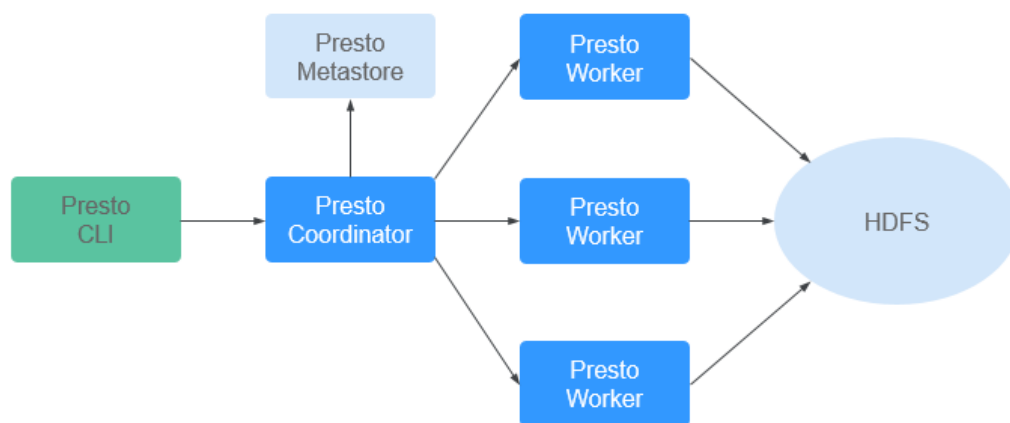 Presto
Metastore
Presto
Worker
Presto
CLI
Presto
Coordinator
Presto
Worker
HDFS
Presto
Worker